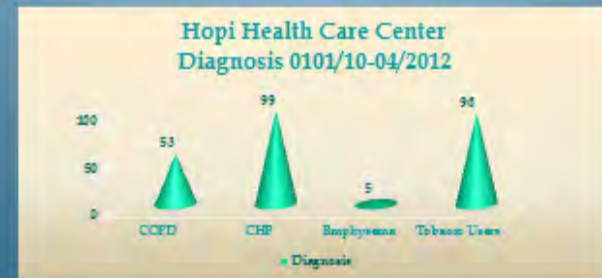 Hopi Health Care Center
Diagnosis 0101/10-04/2012
100
50
0
53
99
5
COPD
CHF
Emphysema
Tobacco Users
Diagnosis